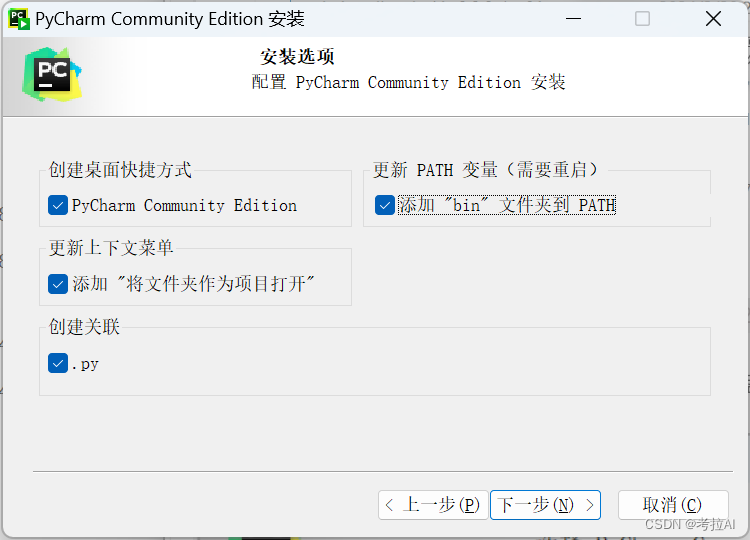 PyCharm Community Edition 安装
PC
安装选项
配置 PyCharm Community Edition 安装
创建桌面快捷方式
PyCharm Community Edition
更新 PATH 变量（需要重启）
添加 "bin" 文件夹到 PATH
更新上下文菜单
添加 "将文件夹作为项目打开"
创建关联
.py
< 上一步(P)
下一步(N) >
取消(C)
CSDN @考拉AI